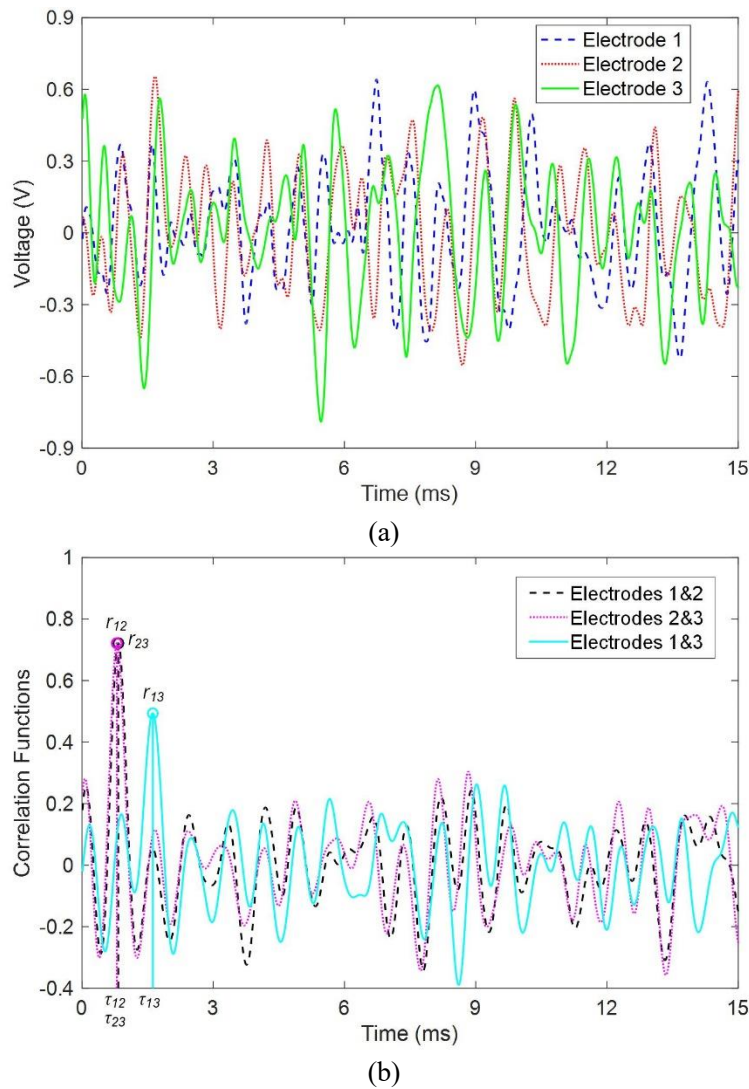 0.9
0.6
0.3
0
-0.3
-0.6
-0.9
Voltage (V)
Electrode 1
Electrode 2
Electrode 3
0 3 6 9 12 15
Time (ms)
(a)
1
0.8
0.6
0.4
0.2
0
-0.2
-0.4
Correlation Functions
Electrodes 1&2
Electrodes 2&3
Electrodes 1&3
r12
r23
r13
0 3 6 9 12 15
τ12 τ13
τ23
Time (ms)
(b)